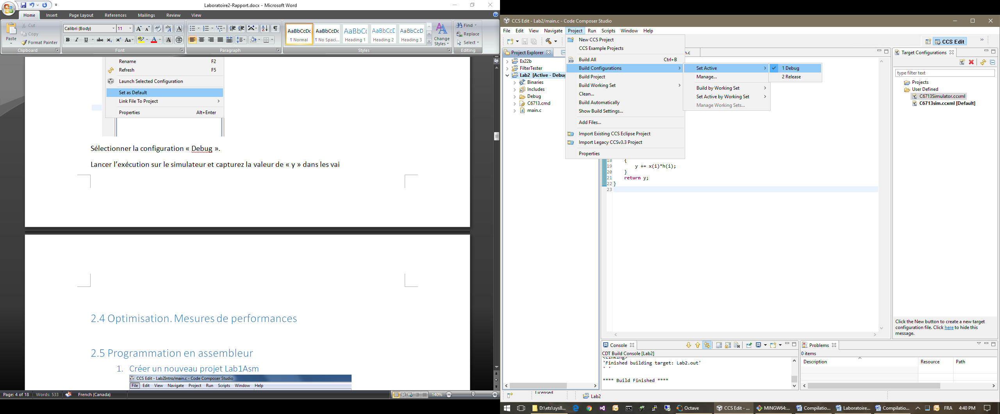 Laboratoire2-Rapport.docx - Microsoft Word
Home Insert Page Layout References Mailings Review View
Paste
Cut
Copy
Format Painter
Clipboard
Calibri (Body) 11
Font
Paragraph
AaBbCcDc AaBbCcDc AaBbC( AaBbCcE AaBbCcD
¶ Normal ¶ No Spaci... Heading 1 Heading 2 Heading 3
Change Styles
Styles
Find
Replace
Select
Editing
Rename F2
Refresh F5
Launch Selected Configuration
Set as Default
Link File To Project
Properties Alt+Enter
Sélectionner la configuration « Debug ».
Lancer l’exécution sur le simulateur et capturez la valeur de « y » dans les vai
2.4 Optimisation. Mesures de performances
2.5 Programmation en assembleur
1. Créer un nouveau projet Lab1Asm
CCS Edit - Lab2Intro/main.c - Code Composer Studio
File Edit View Navigate Project Run Scripts Window Help
Page: 4 of 18 Words: 533 French (Canada) 140%
CCS Edit - Lab2/main.c - Code Composer Studio
File Edit View Navigate Project Run Scripts Window Help
CCS Edit
Project Explorer
Ex22b
FilterTester
Lab2 [Active - Debug
Binaries
Includes
Debug
C6713.cmd
main.c
New CCS Project
CCS Example Projects
Build All Ctrl+B
Build Configurations
Build Project
Build Working Set
Clean...
Build Automatically
Show Build Settings...
Add Files...
Import Existing CCS Eclipse Project
Import Legacy CCSv3.3 Project
Properties
Set Active
Manage...
Build by Working Set
Set Active by Working Set
Manage Working Sets...
1 Debug
2 Release
n.c
18 {
19 y += x(i)*h(i);
20 }
21 return y;
22 }
23
Target Configurations
type filter text
Projects
User Defined
C6713Simulator.ccxml
C6713sim.ccxml [Default]
Click the New button to create a new target
configuration file. Click here to hide this
message.
Console
CDT Build Console [Lab2]
<Linking>
'Finished building target: Lab2.out'
' '
**** Build Finished ****
Problems
0 items
Description Resource Path
Licensed
Lab2
D:\ets\sys8... Octave CCS Edit - ... MINGW64:... Compilatio... Laboratoire... Compilatio... FRA 4:40 PM